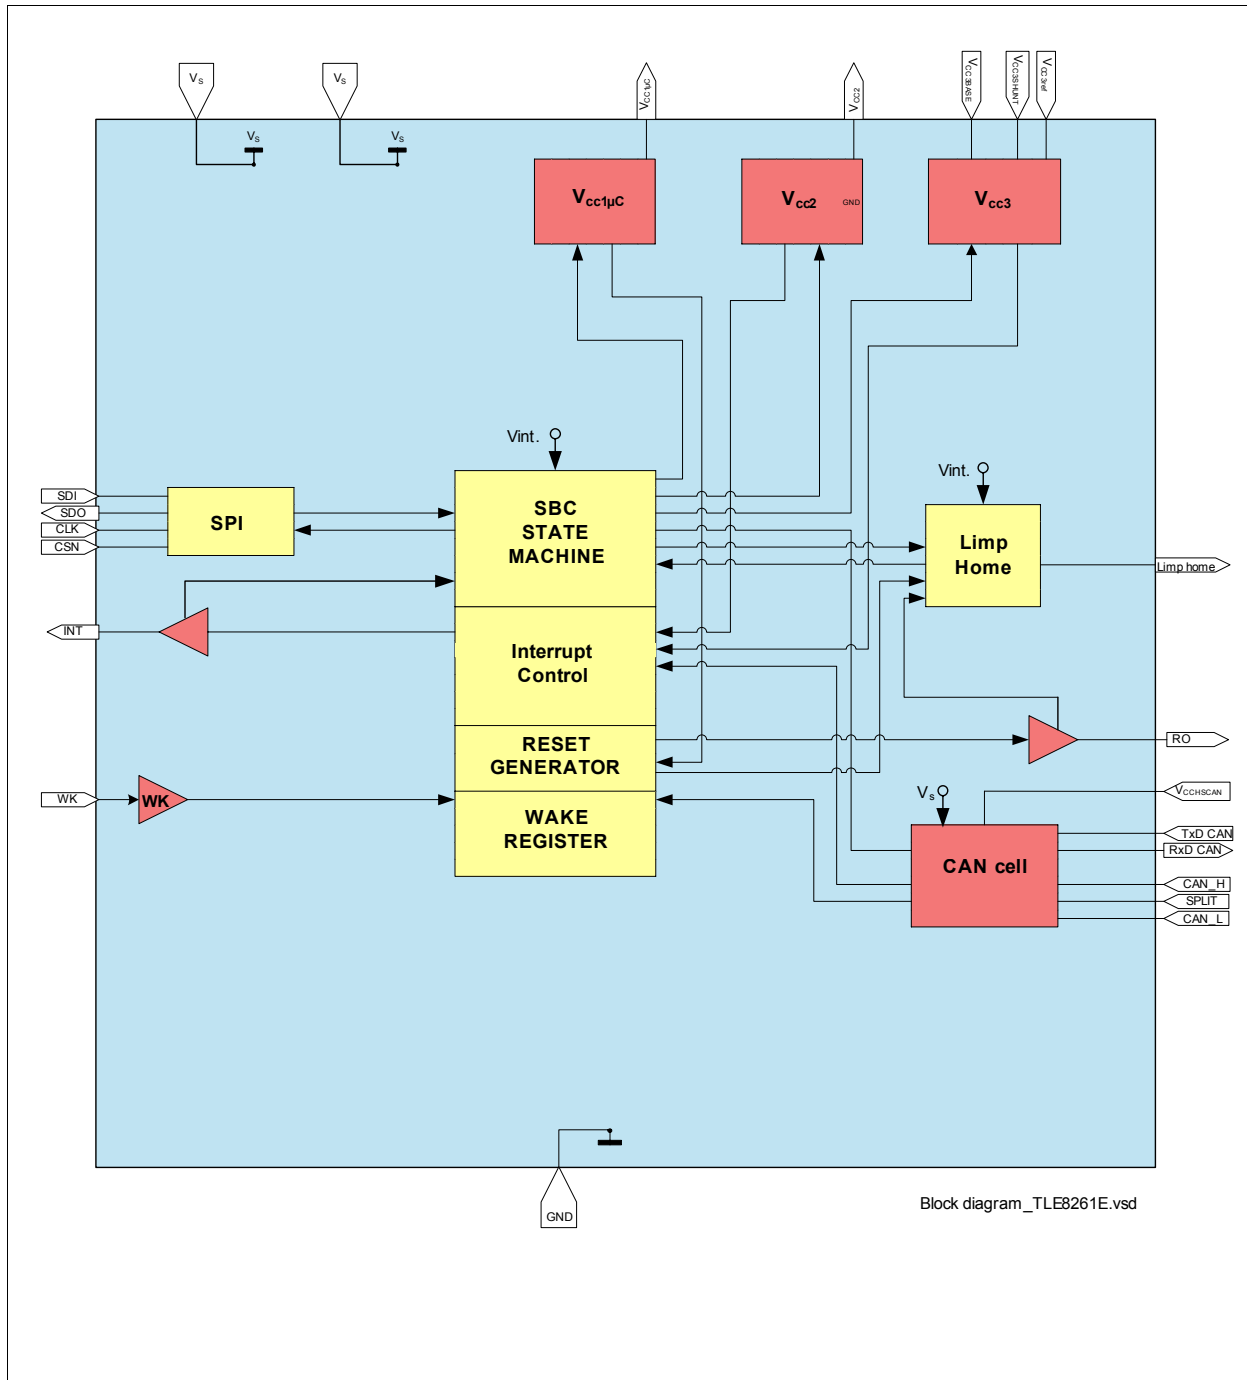 Vs
Vs
VCC1µC
VCC2
VCC3BASE
VCC3SHUNT
VCC3ref
Vs
Vs
Vcc1µC
Vcc2
GND
Vcc3
Vint.
Vint.
SDI
SDO
CLK
CSN
SPI
SBC
STATE
MACHINE
Limp
Home
Limp home
INT
Interrupt
Control
RESET
GENERATOR
RO
WK
WK
WAKE
REGISTER
Vs
VCCHSCAN
CAN cell
TxD CAN
RxD CAN
CAN_H
SPLIT
CAN_L
GND
Block diagram_TLE8261E.vsd